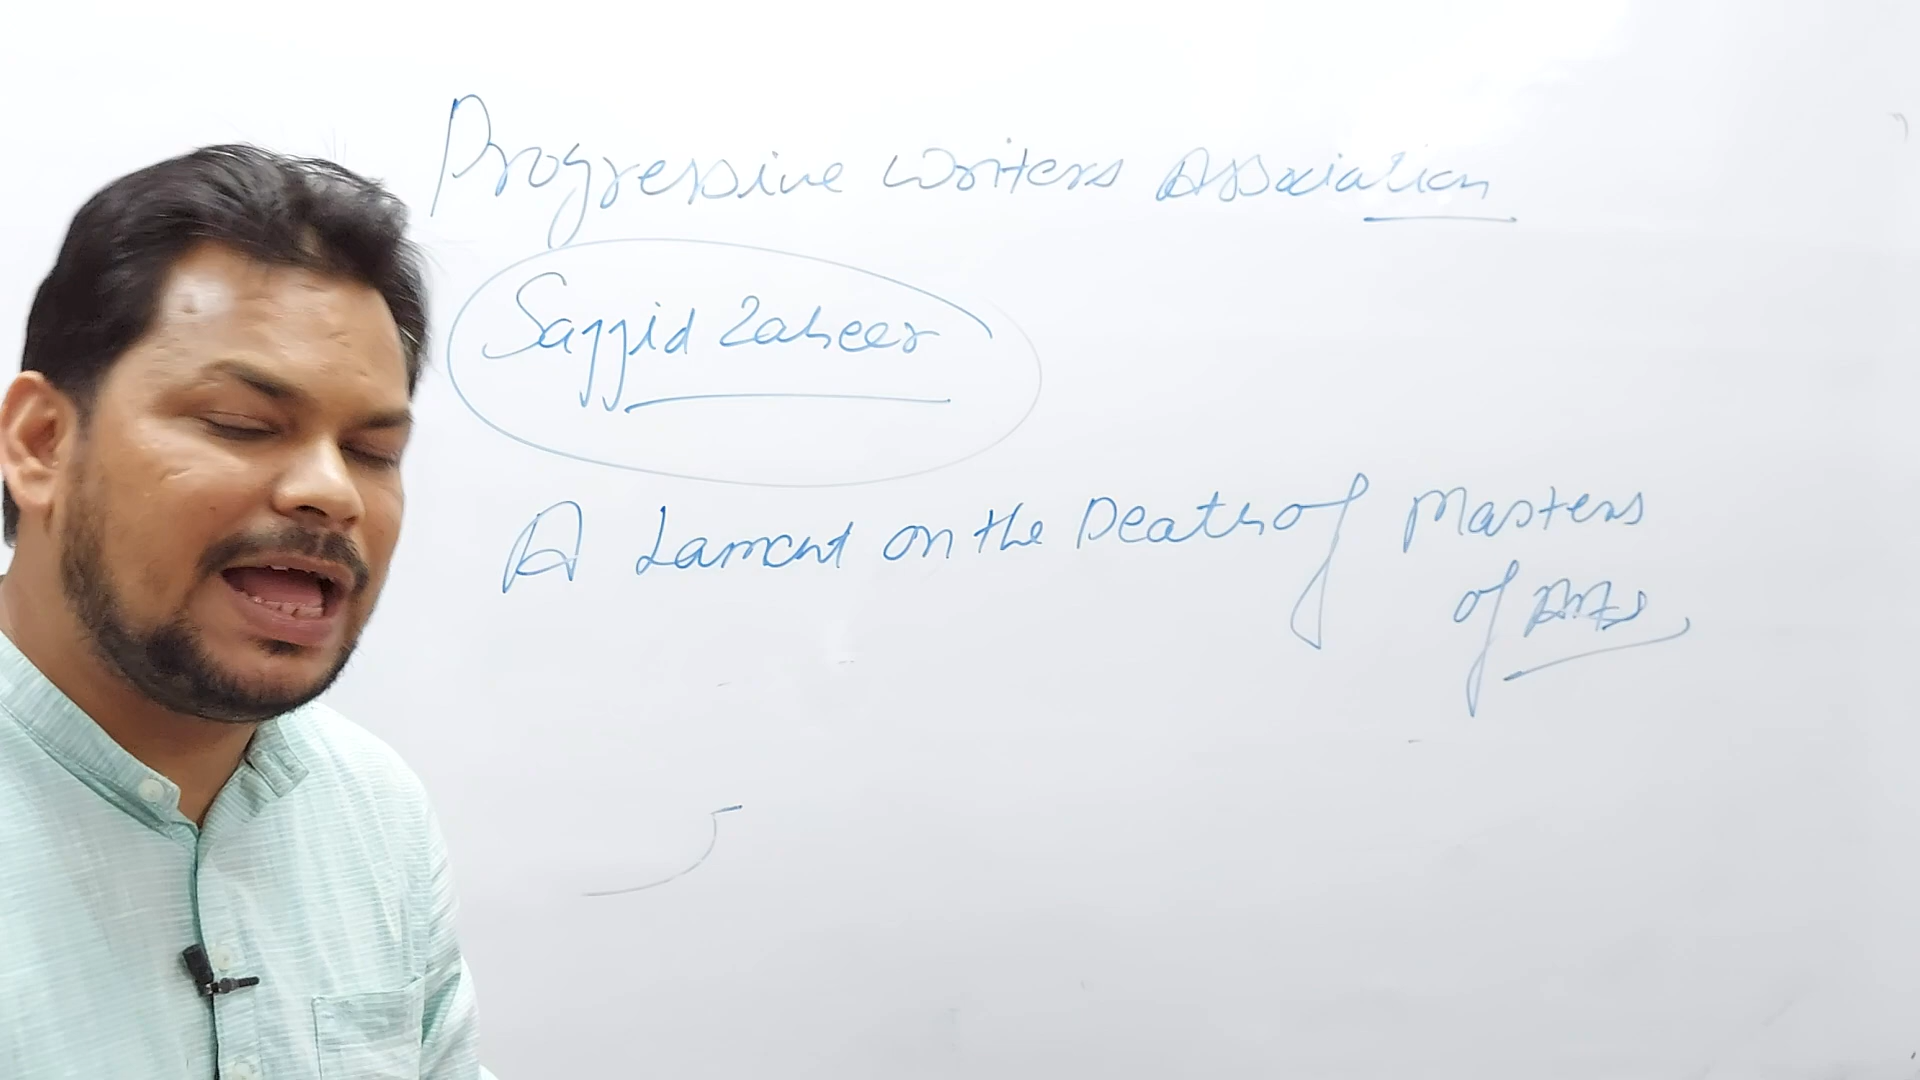 Progressive Writers Association
Sajjid Zaheer
A Lament on the Death of Masters
of Arts